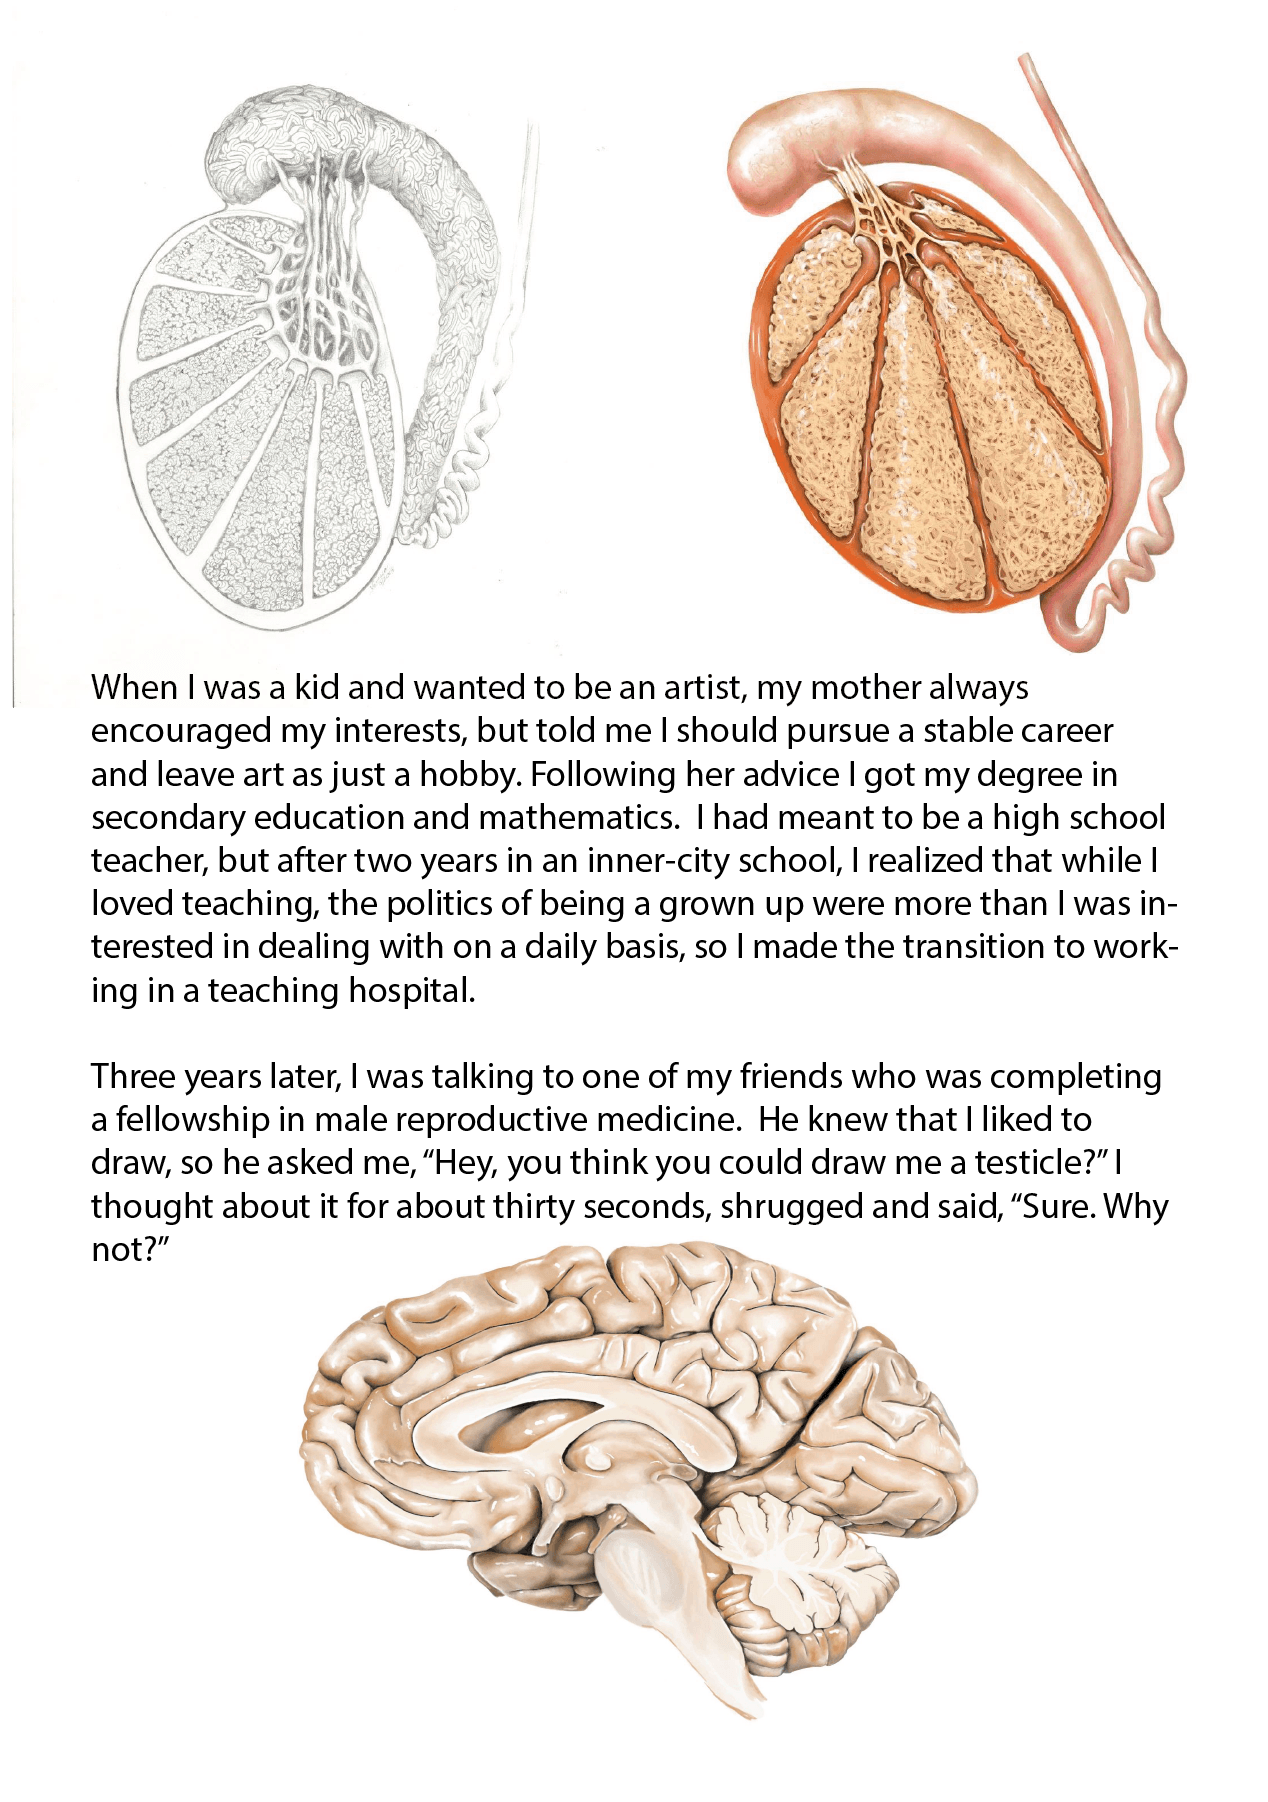 When I was a kid and wanted to be an artist, my mother always
encouraged my interests, but told me I should pursue a stable career
and leave art as just a hobby. Following her advice I got my degree in
secondary education and mathematics.  I had meant to be a high school
teacher, but after two years in an inner-city school, I realized that while I
loved teaching, the politics of being a grown up were more than I was in-
terested in dealing with on a daily basis, so I made the transition to work-
ing in a teaching hospital.
Three years later, I was talking to one of my friends who was completing
a fellowship in male reproductive medicine.  He knew that I liked to
draw, so he asked me, “Hey, you think you could draw me a testicle?” I
thought about it for about thirty seconds, shrugged and said, “Sure. Why
not?”